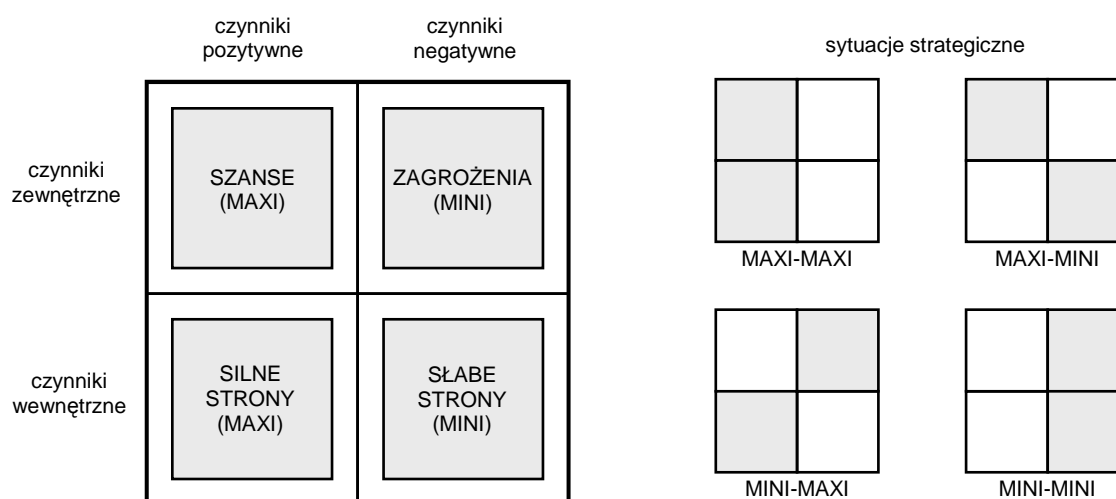 czynniki
pozytywne
czynniki
negatywne
sytuacje strategiczne
czynniki
zewnętrzne
SZANSE
(MAXI)
ZAGROŻENIA
(MINI)
MAXI-MAXI
MAXI-MINI
czynniki
wewnętrzne
SILNE
STRONY
(MAXI)
SŁABE
STRONY
(MINI)
MINI-MAXI
MINI-MINI